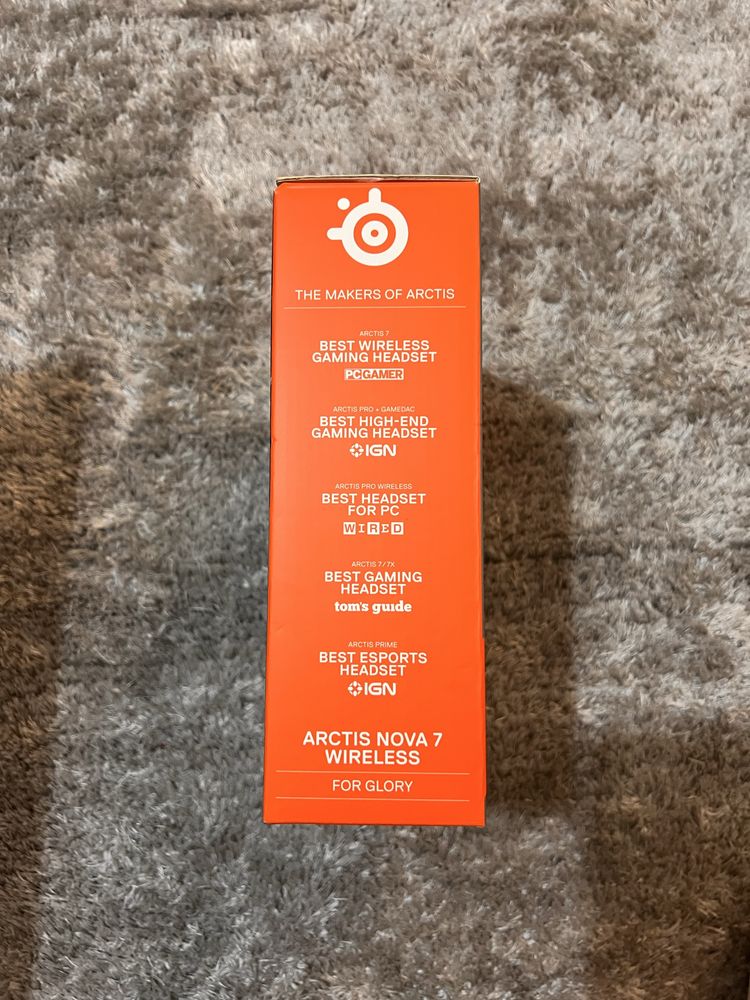 THE MAKERS OF ARCTIS
ARCTIS 7
BEST WIRELESS
GAMING HEADSET
PC GAMER
ARCTIS PRO + GAMEDAC
BEST HIGH-END
GAMING HEADSET
IGN
ARCTIS PRO WIRELESS
BEST HEADSET
FOR PC
WIRED
ARCTIS 7/7X
BEST GAMING
HEADSET
tom's guide
ARCTIS PRIME
BEST ESPORTS
HEADSET
IGN
ARCTIS NOVA 7
WIRELESS
FOR GLORY